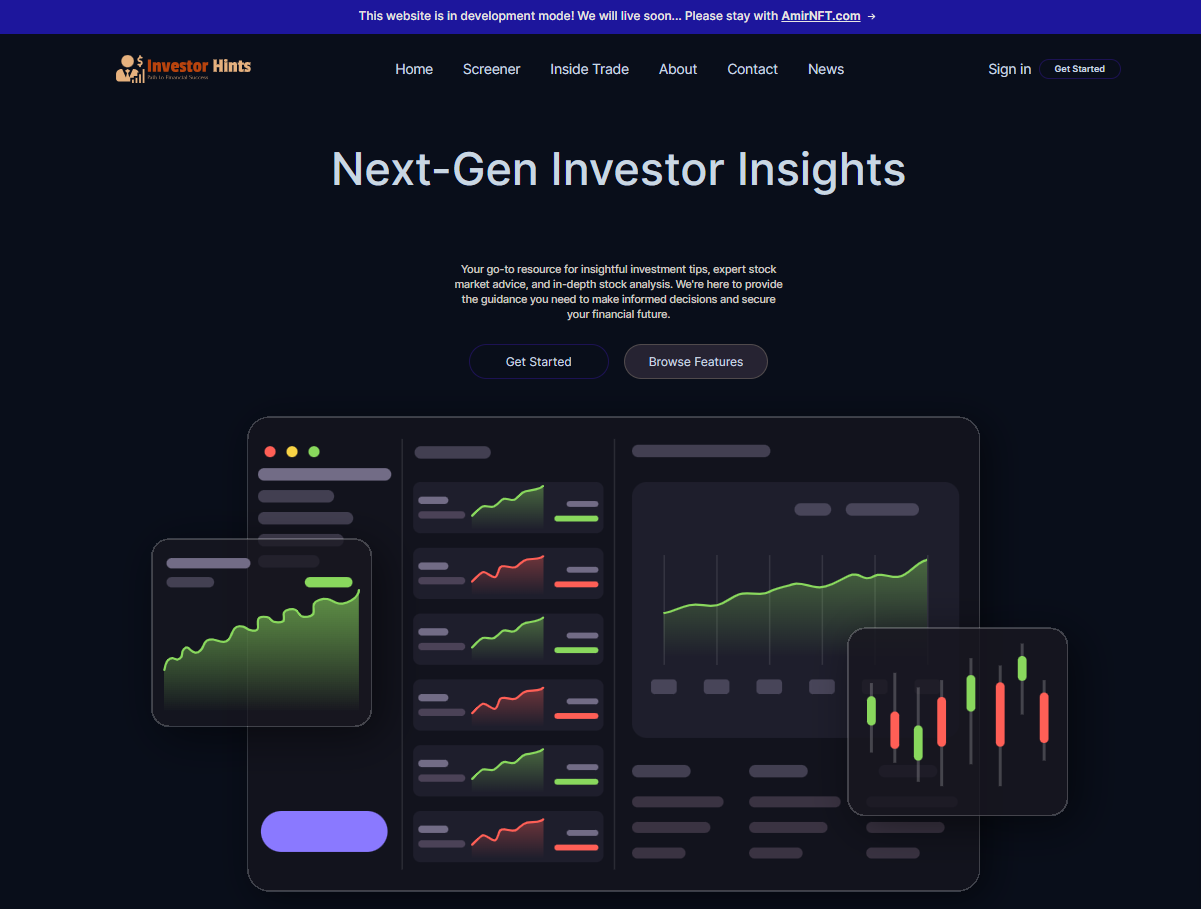 This website is in development mode! We will live soon... Please stay with AmirNFT.com →
Investor Hints
Path to Financial Success
Home Screener Inside Trade About Contact News
Sign in Get Started
Next-Gen Investor Insights
Your go-to resource for insightful investment tips, expert stock
market advice, and in-depth stock analysis. We're here to provide
the guidance you need to make informed decisions and secure
your financial future.
Get Started Browse Features